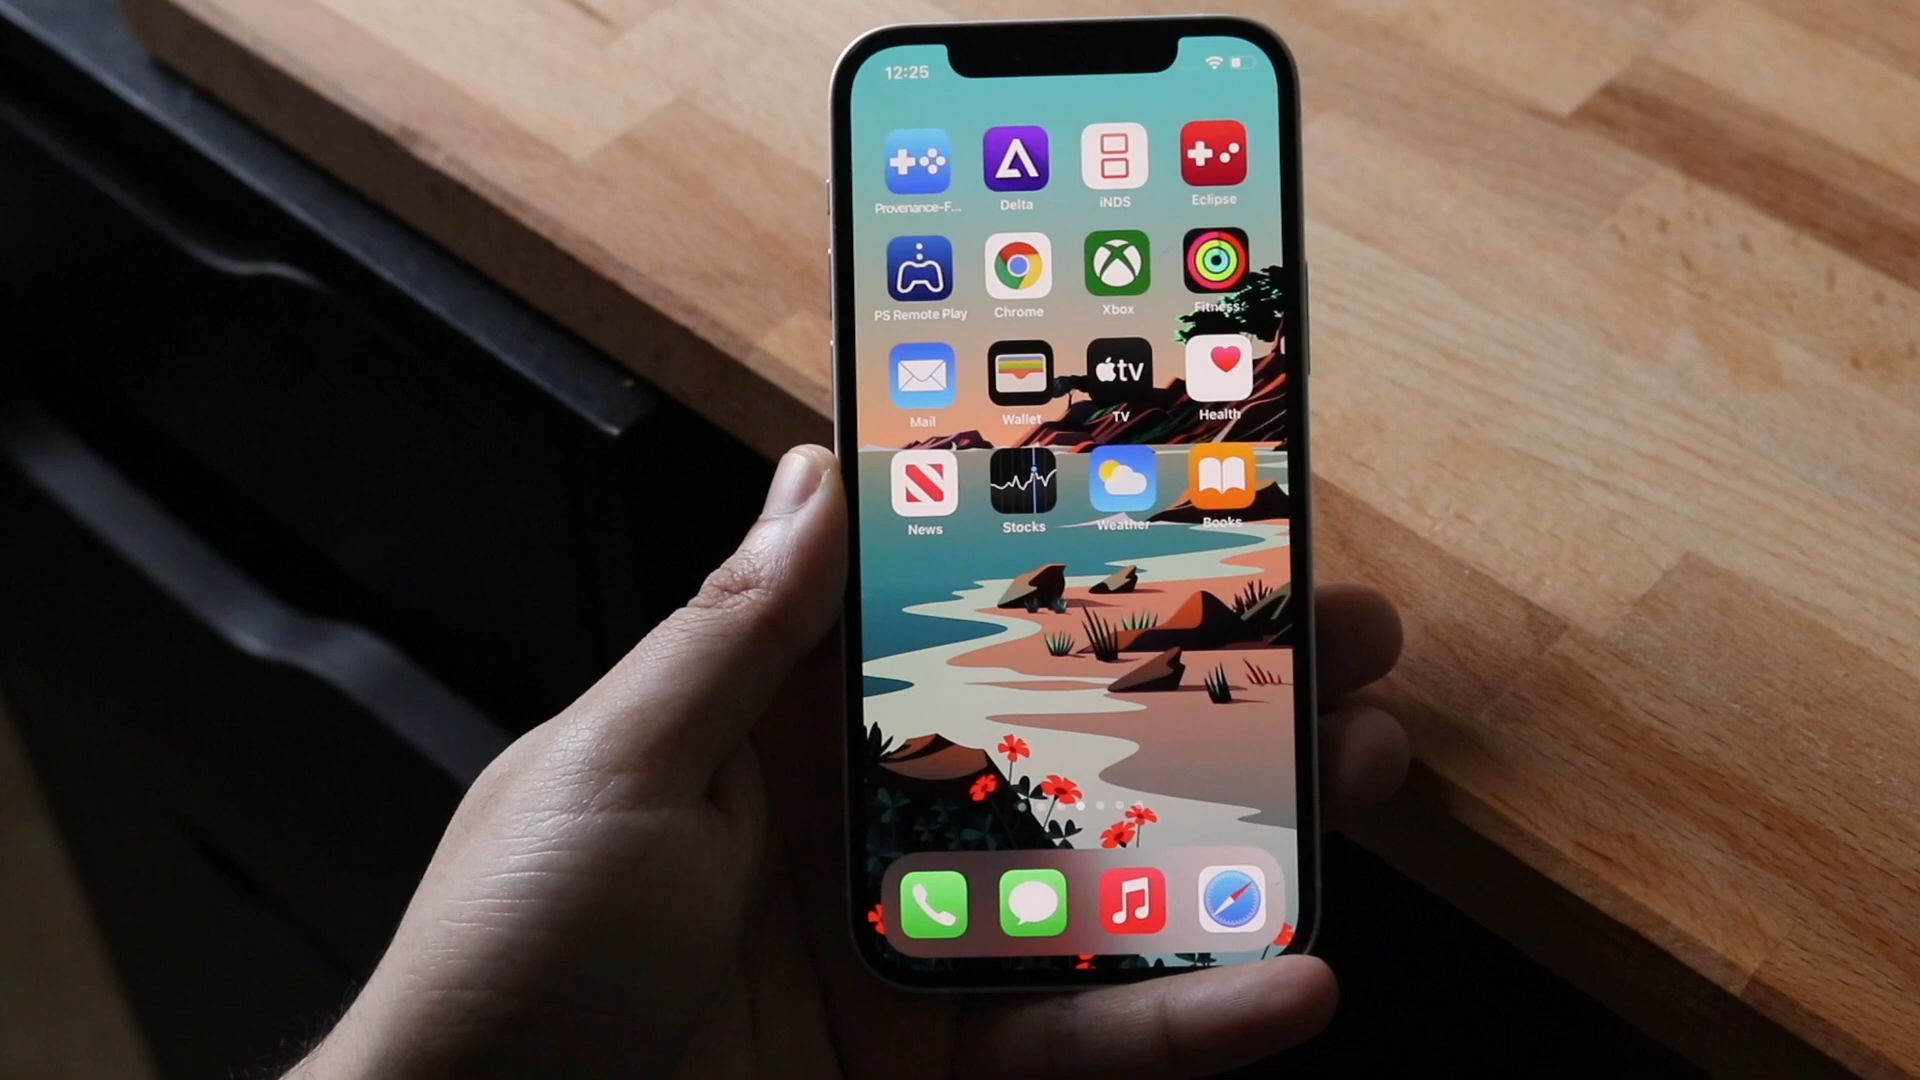 12:25
Provenance-F...
Delta
iNDS
Eclipse
PS Remote Play
Chrome
Xbox
Fitness
tv
Mail
Wallet
TV
Health
News
Stocks
Weather
Books